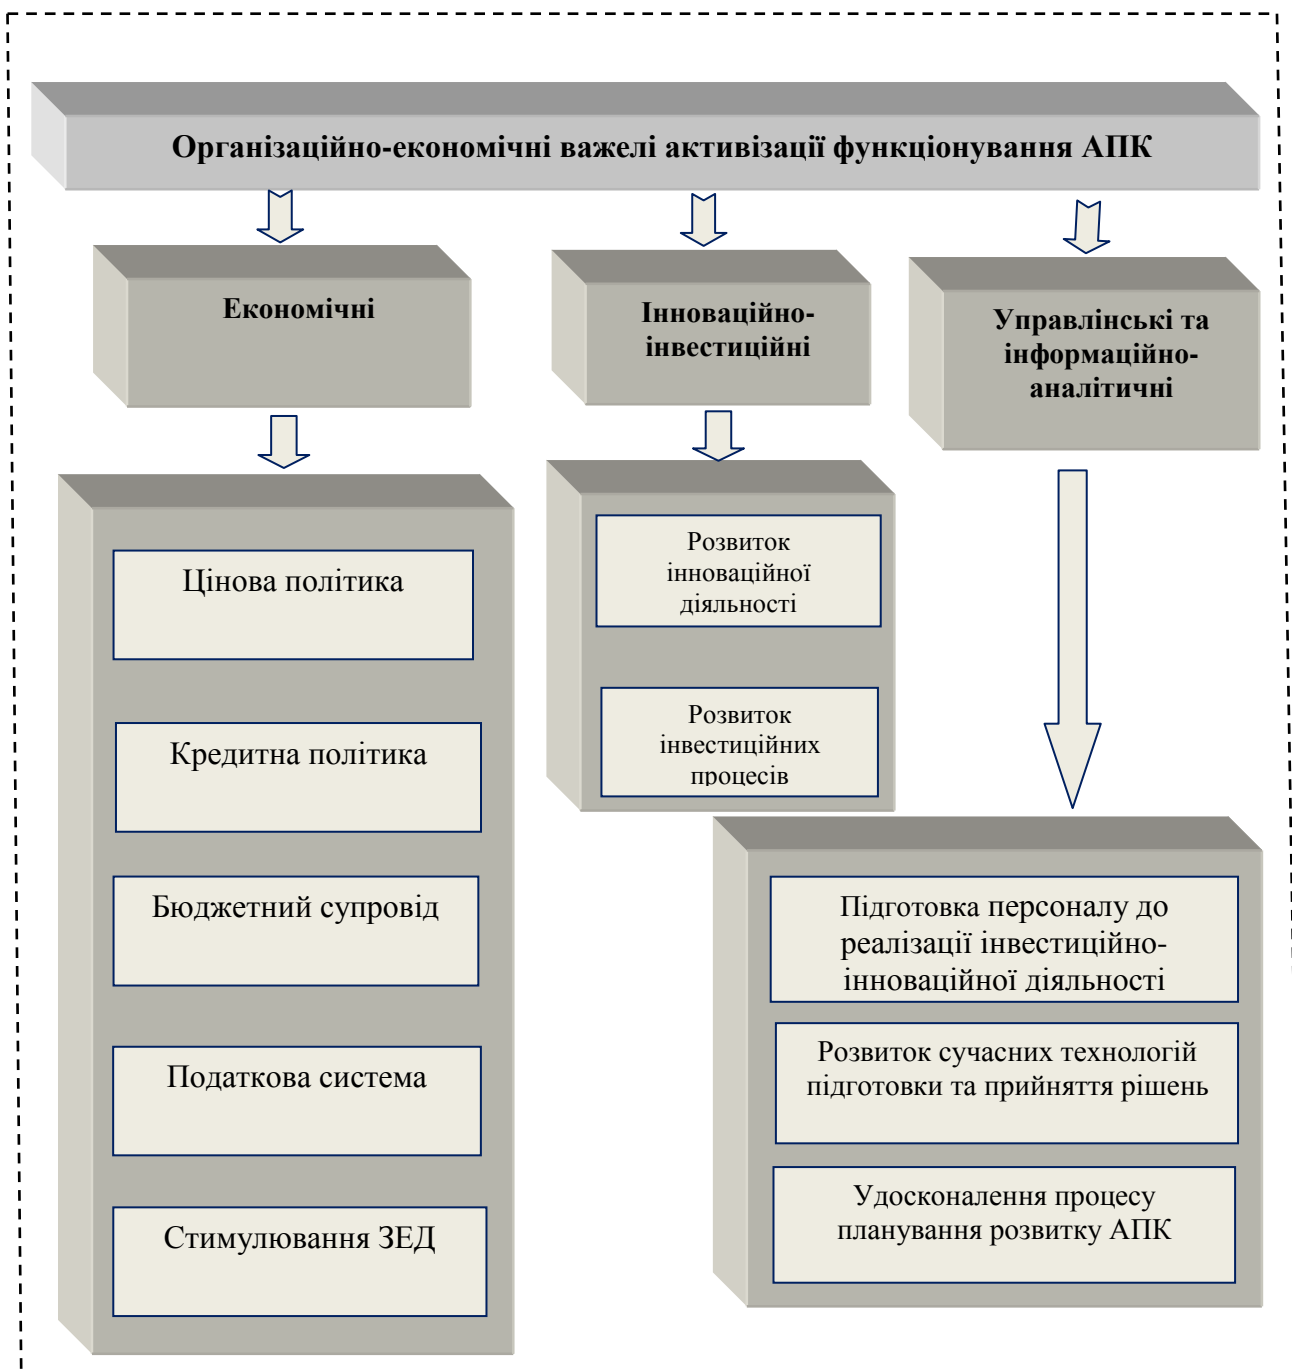 Організаційно-економічні важелі активізації функціонування АПК
Економічні
Інноваційно-
інвестиційні
Управлінські та
інформаційно-
аналітичні
Цінова політика
Кредитна політика
Бюджетний супровід
Податкова система
Стимулювання ЗЕД
Розвиток
інноваційної
діяльності
Розвиток
інвестиційних
процесів
Підготовка персоналу до
реалізації інвестиційно-
інноваційної діяльності
Розвиток сучасних технологій
підготовки та прийняття рішень
Удосконалення процесу
планування розвитку АПК